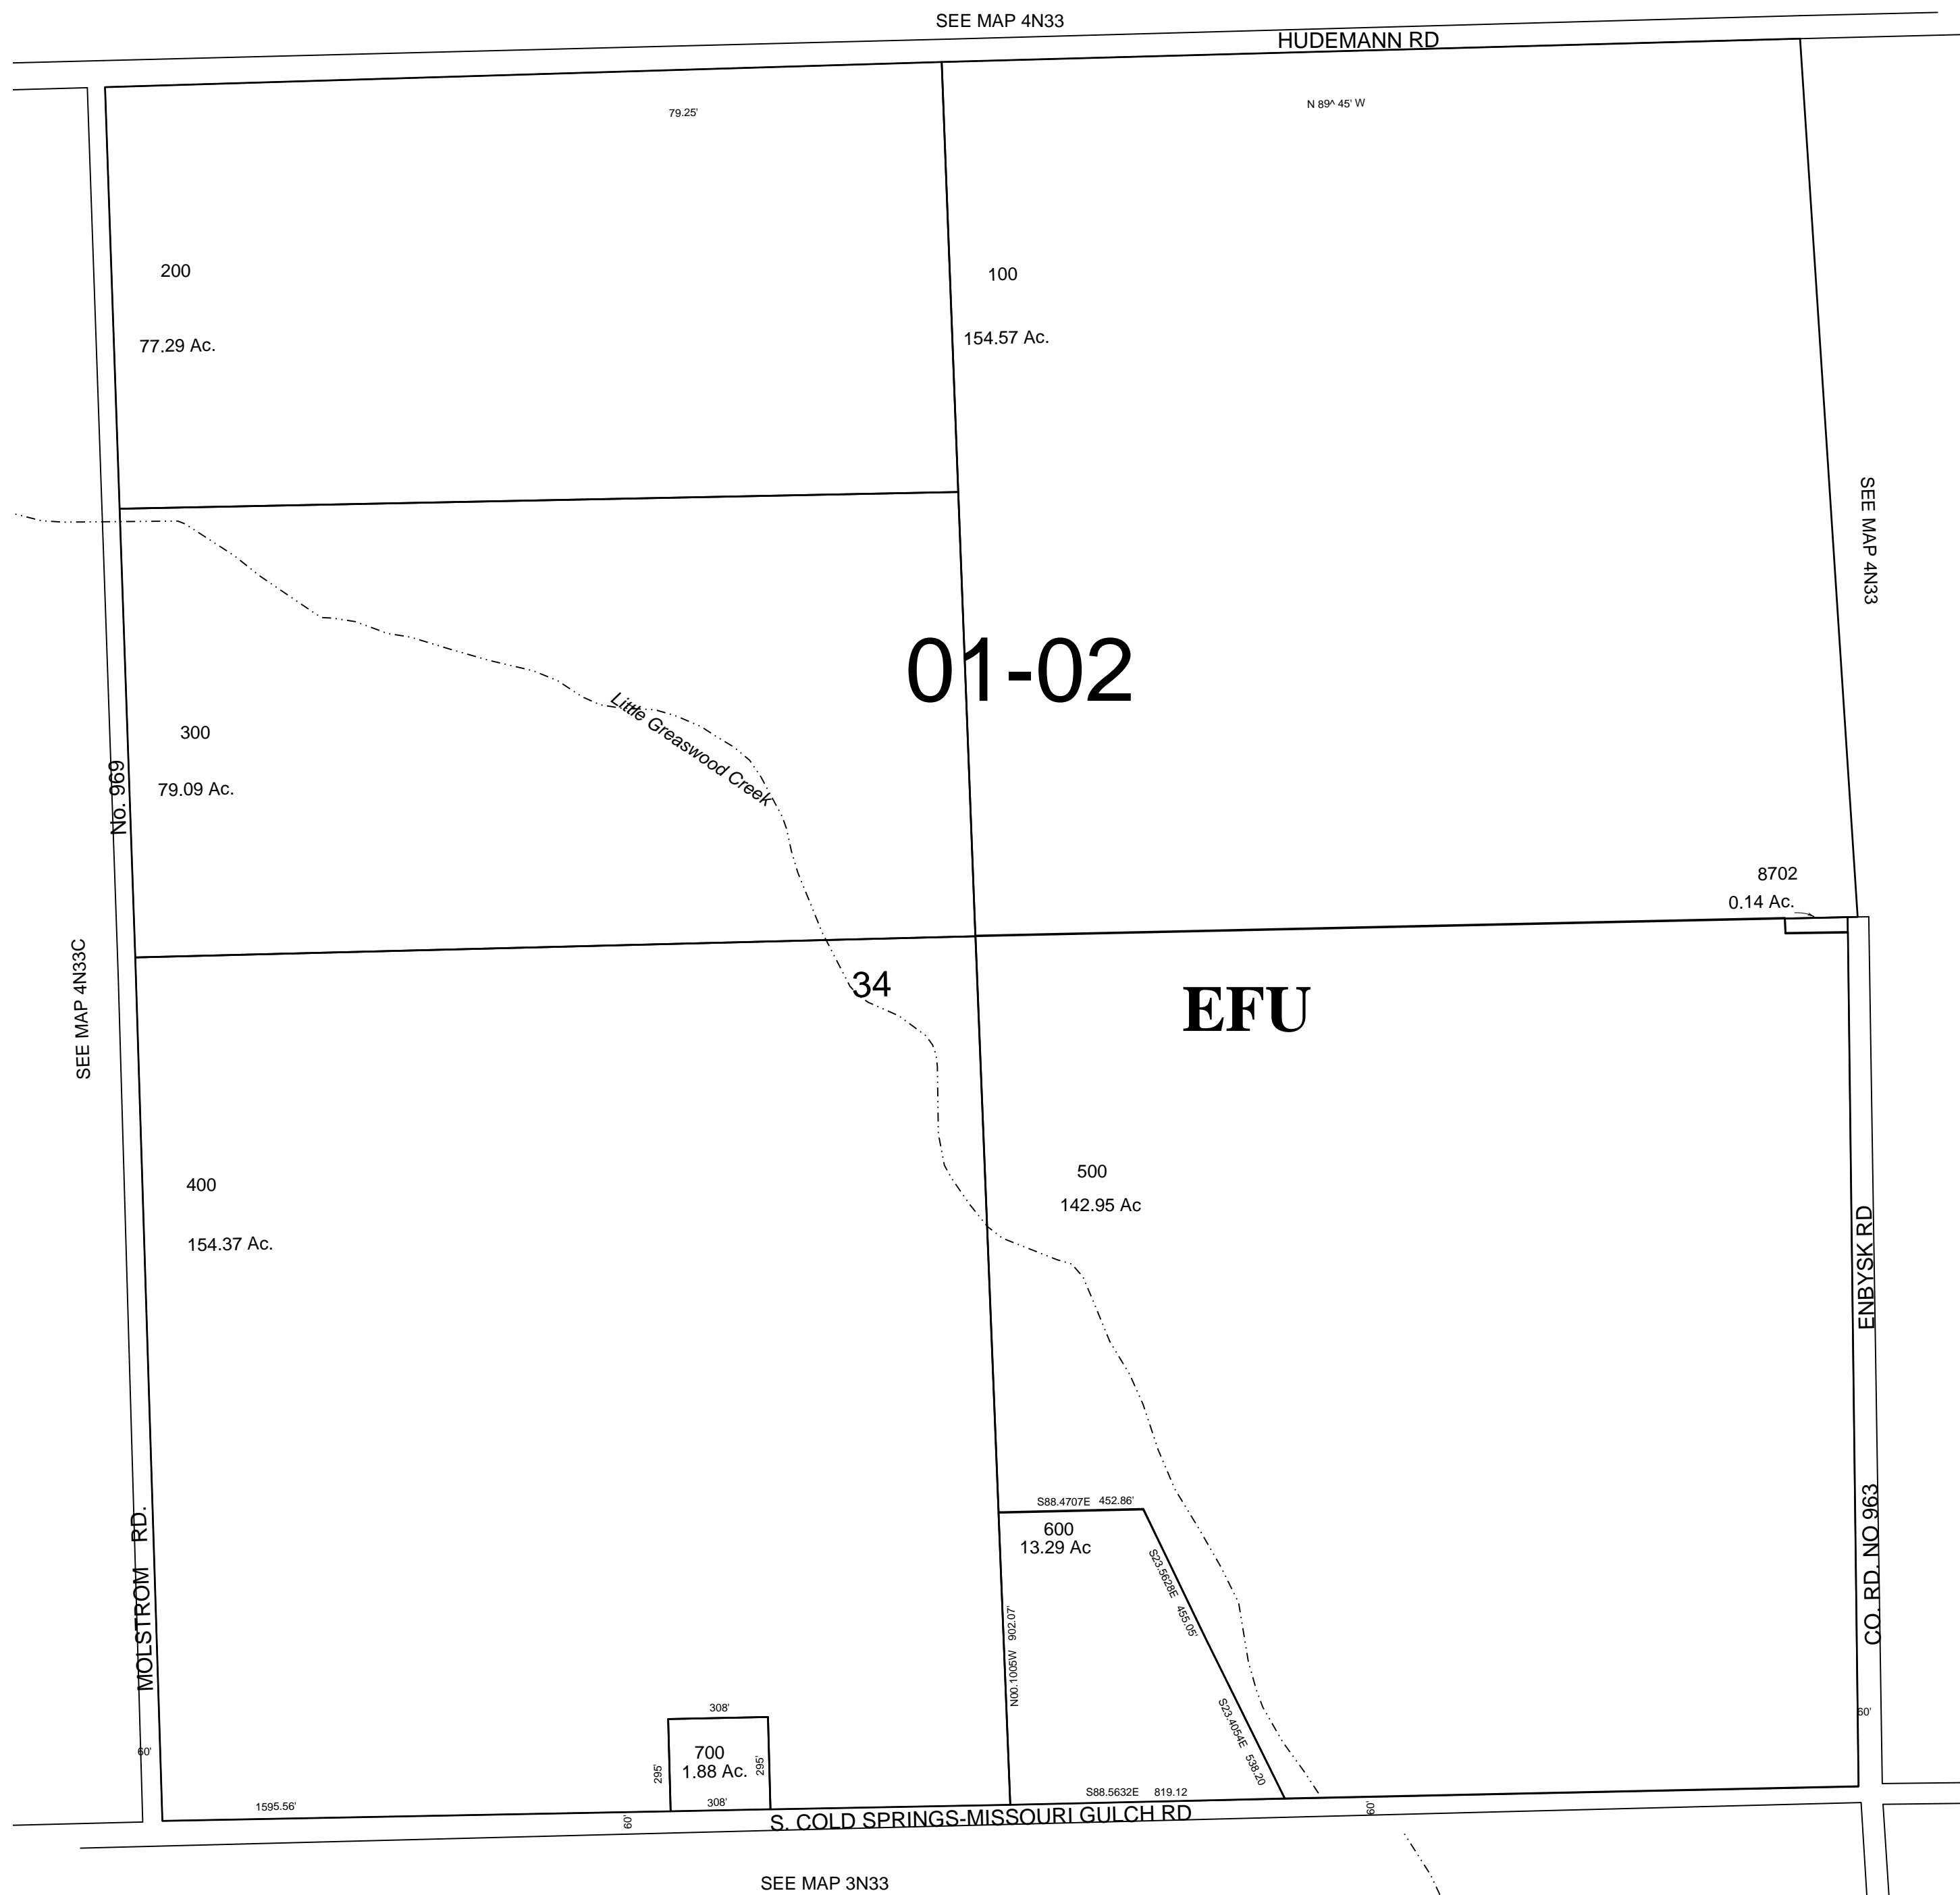 SEE MAP 4N33
HUDEMANN RD
79.25'
N 89^ 45' W
200
77.29 Ac.
100
154.57 Ac.
SEE MAP 4N33
01-02
Little Greaswood Creek
300
79.09 Ac.
No. 969
8702
0.14 Ac.
SEE MAP 4N33C
34
EFU
400
154.37 Ac.
500
142.95 Ac
ENBYSK RD
CO. RD. NO 963
60'
S88.4707E 452.86'
600
13.29 Ac
S23.5628E 455.05'
N00.1005W 902.07'
S23.4054E 538.20
MOLSTROM RD.
60'
308'
700
1.88 Ac.
295'
295'
308'
1595.56'
S88.5632E 819.12
60'
S. COLD SPRINGS-MISSOURI GULCH RD
60'
SEE MAP 3N33